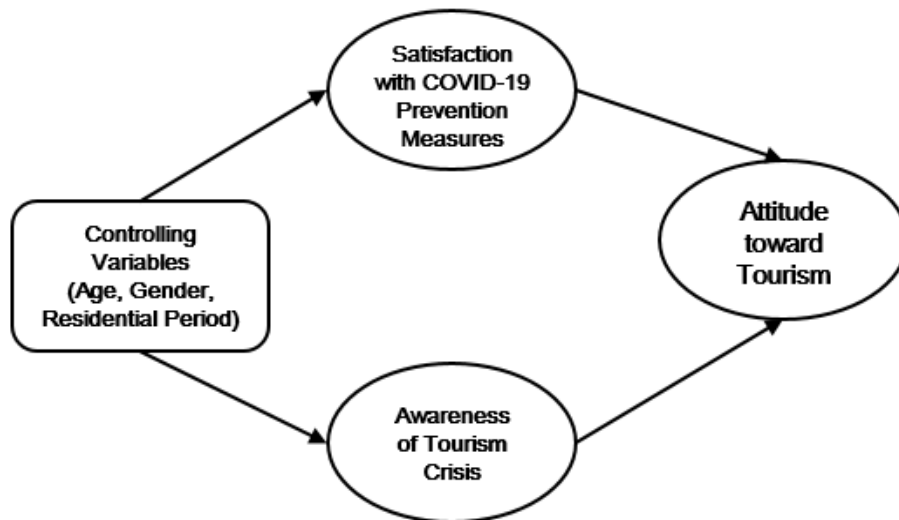 Satisfaction
with COVID-19
Prevention
Measures
Controlling
Variables
(Age, Gender,
Residential Period)
Attitude
toward
Tourism
Awareness
of Tourism
Crisis